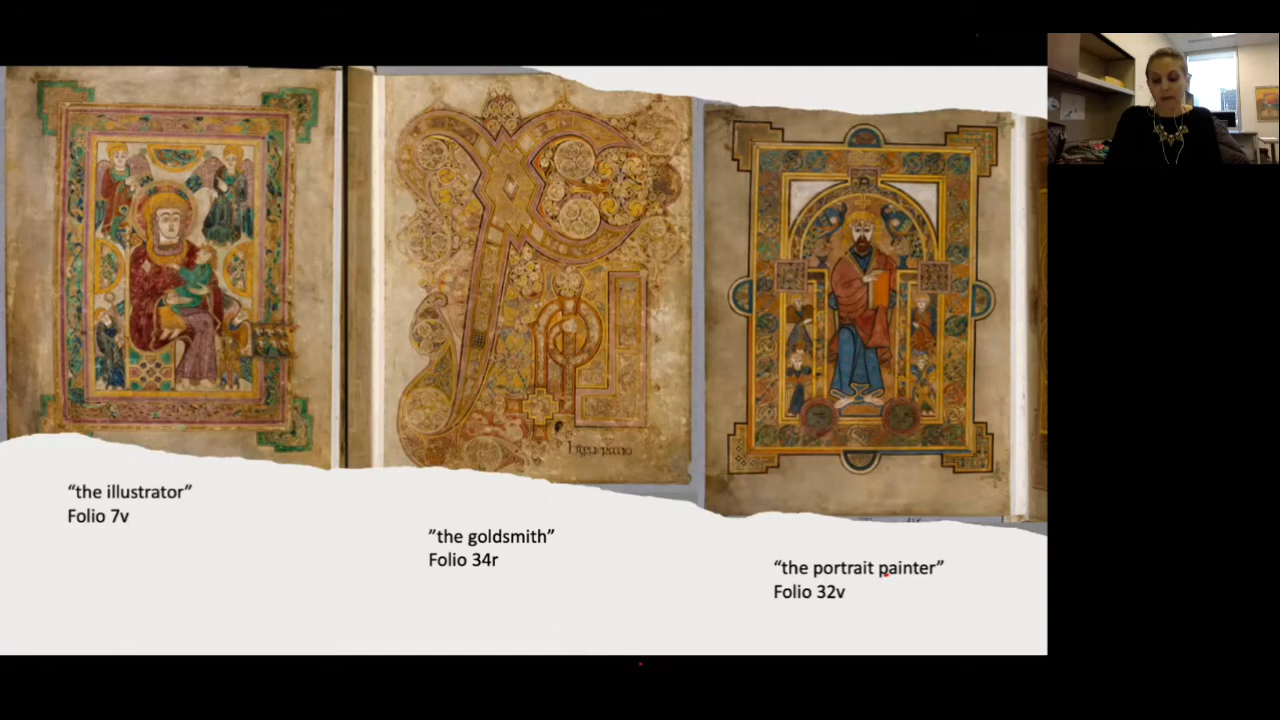 “the illustrator”
Folio 7v
”the goldsmith”
Folio 34r
“the portrait painter”
Folio 32v